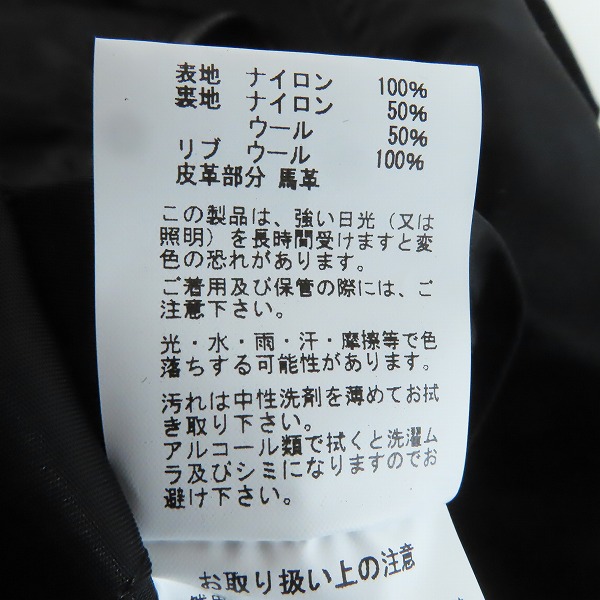 表地 ナイロン 100%
裏地 ナイロン 50%
ウール 50%
リブ ウール 100%
皮革部分 馬革
この製品は、強い日光（又は
照明）を長時間受けますと変
色の恐れがあります。
ご着用及び保管の際には、ご
注意下さい。
光・水・雨・汗・摩擦等で色
落ちする可能性があります。
汚れは中性洗剤を薄めてお拭
き取り下さい。
アルコール類で拭くと洗濯ム
ラ及びシミになりますのでお
避け下さい。
お取り扱い上の注意